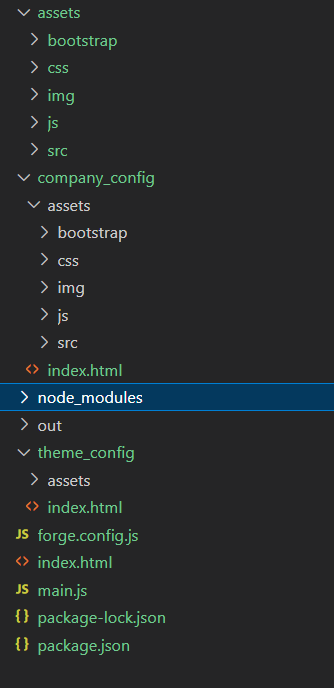 assets
bootstrap
css
img
js
src
company_config
assets
bootstrap
css
img
js
src
<> index.html
node_modules
out
theme_config
assets
<> index.html
JS forge.config.js
<> index.html
JS main.js
{} package-lock.json
{} package.json